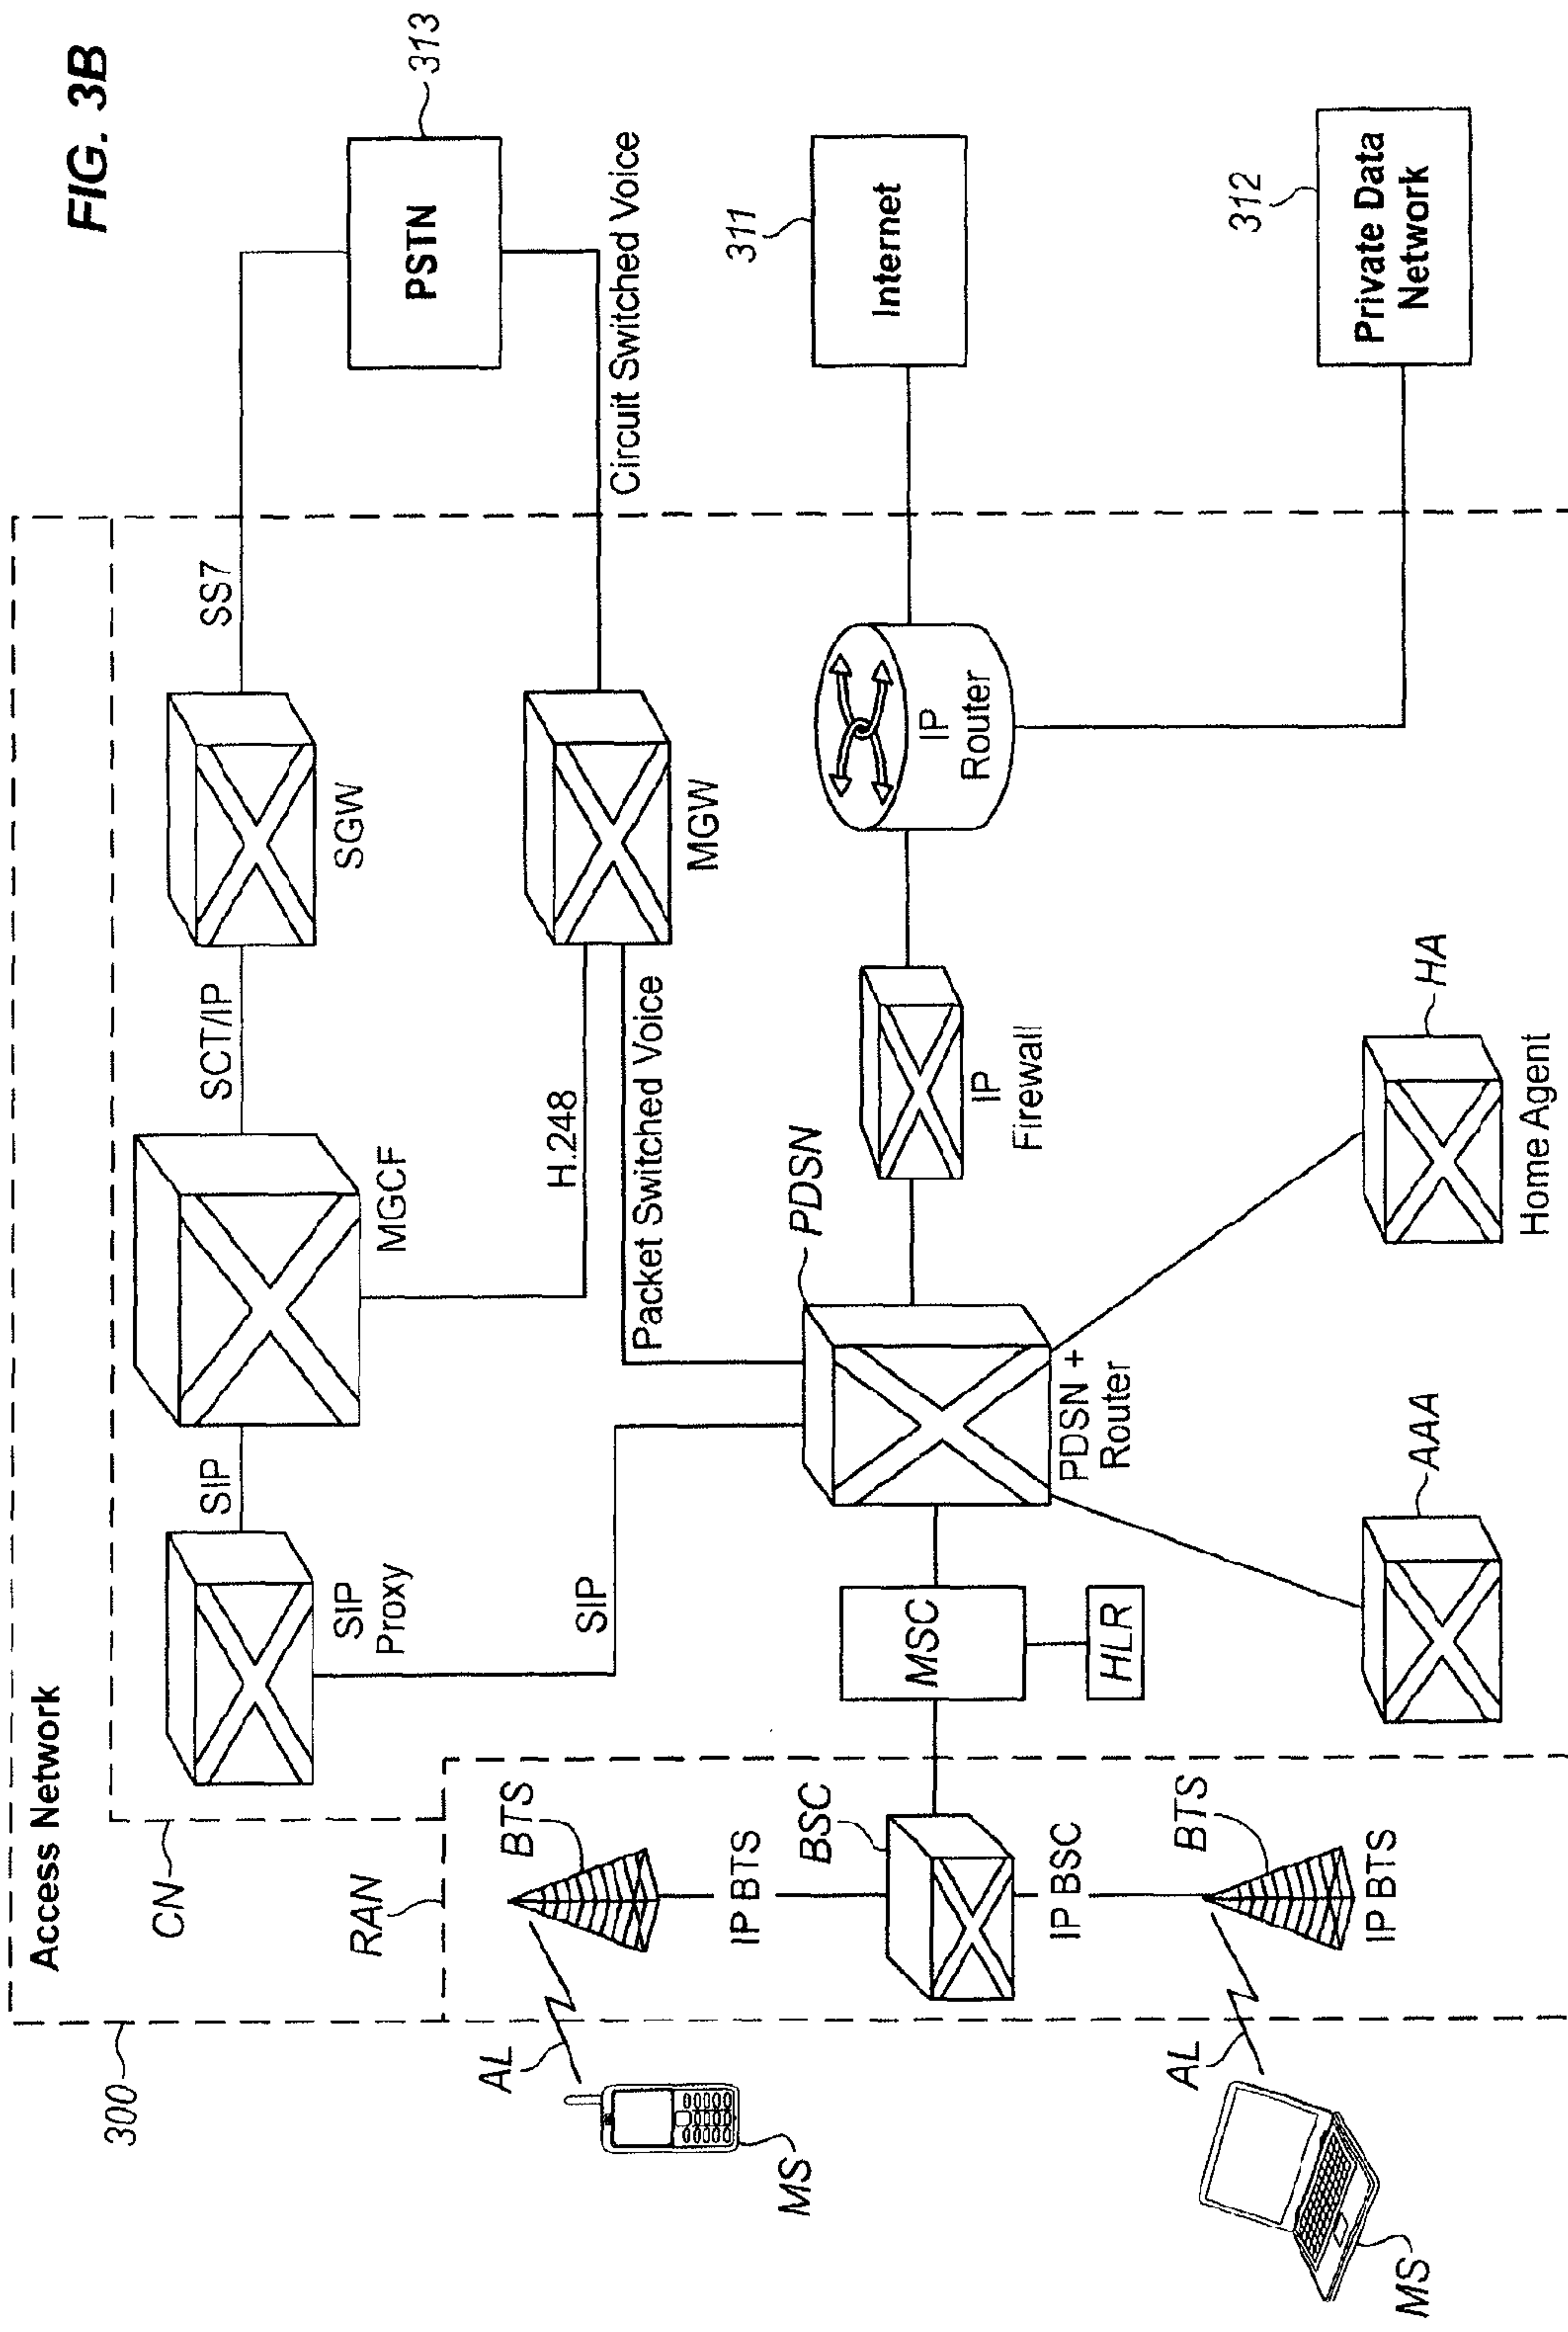 FIG. 3B
300
Access Network
CN
RAN
SIP
Proxy
SIP
MGCF
SCT/IP
SGW
SS7
PSTN
313
SIP
H.248
Packet Switched Voice
MGW
Circuit Switched Voice
AL
MS
BTS
IP BTS
BSC
IP BSC
BTS
IP BTS
AL
MS
MSC
HLR
PDSN
PDSN +
Router
IP
Firewall
IP
Router
311
Internet
312
Private Data
Network
AAA
HA
Home Agent